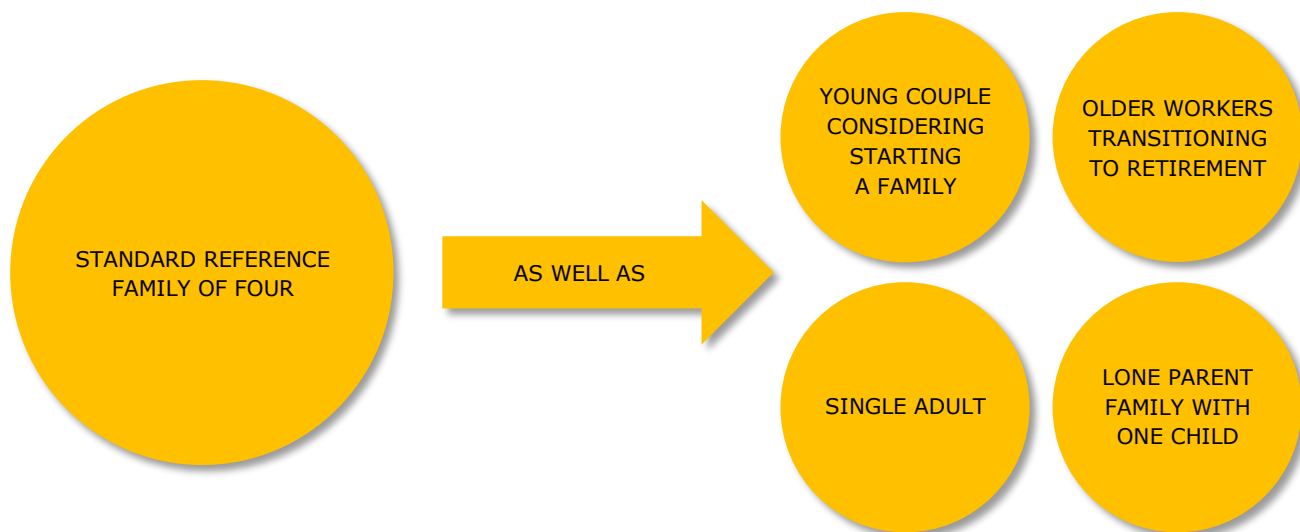 STANDARD REFERENCE
FAMILY OF FOUR
AS WELL AS
YOUNG COUPLE
CONSIDERING
STARTING
A FAMILY
OLDER WORKERS
TRANSITIONING
TO RETIREMENT
SINGLE ADULT
LONE PARENT
FAMILY WITH
ONE CHILD